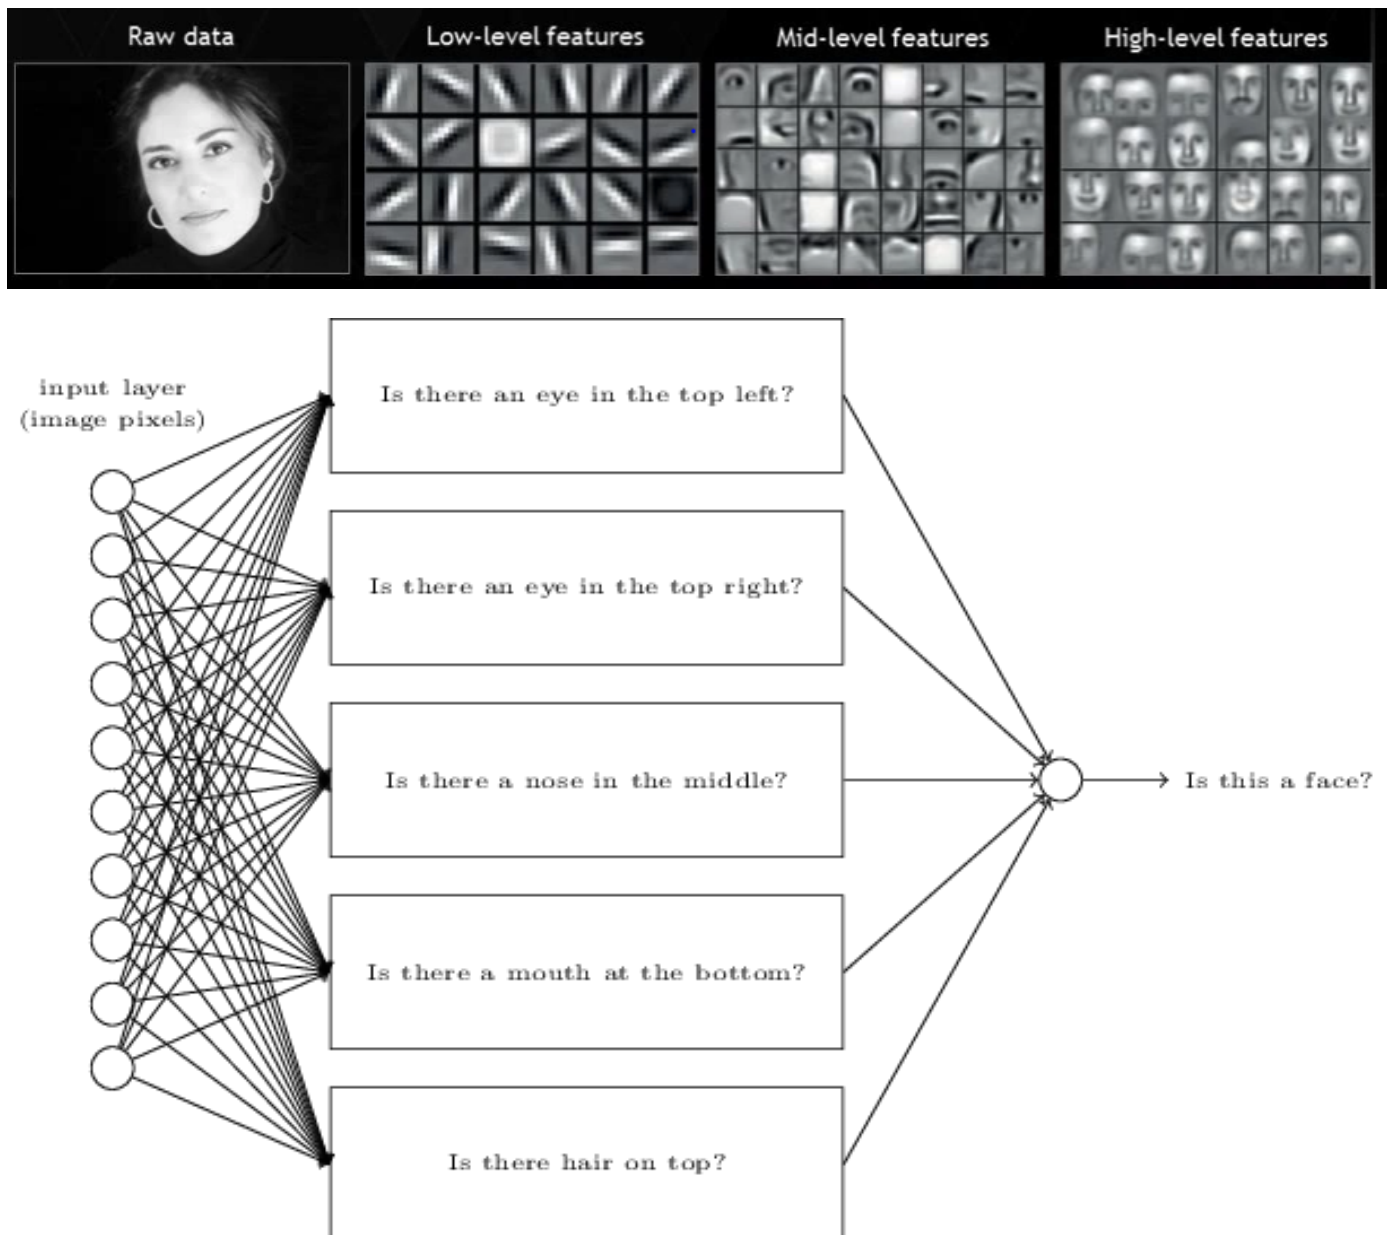 Raw data
Low-level features
Mid-level features
High-level features
input layer
(image pixels)
Is there an eye in the top left?
Is there an eye in the top right?
Is there a nose in the middle?
Is there a mouth at the bottom?
Is there hair on top?
Is this a face?